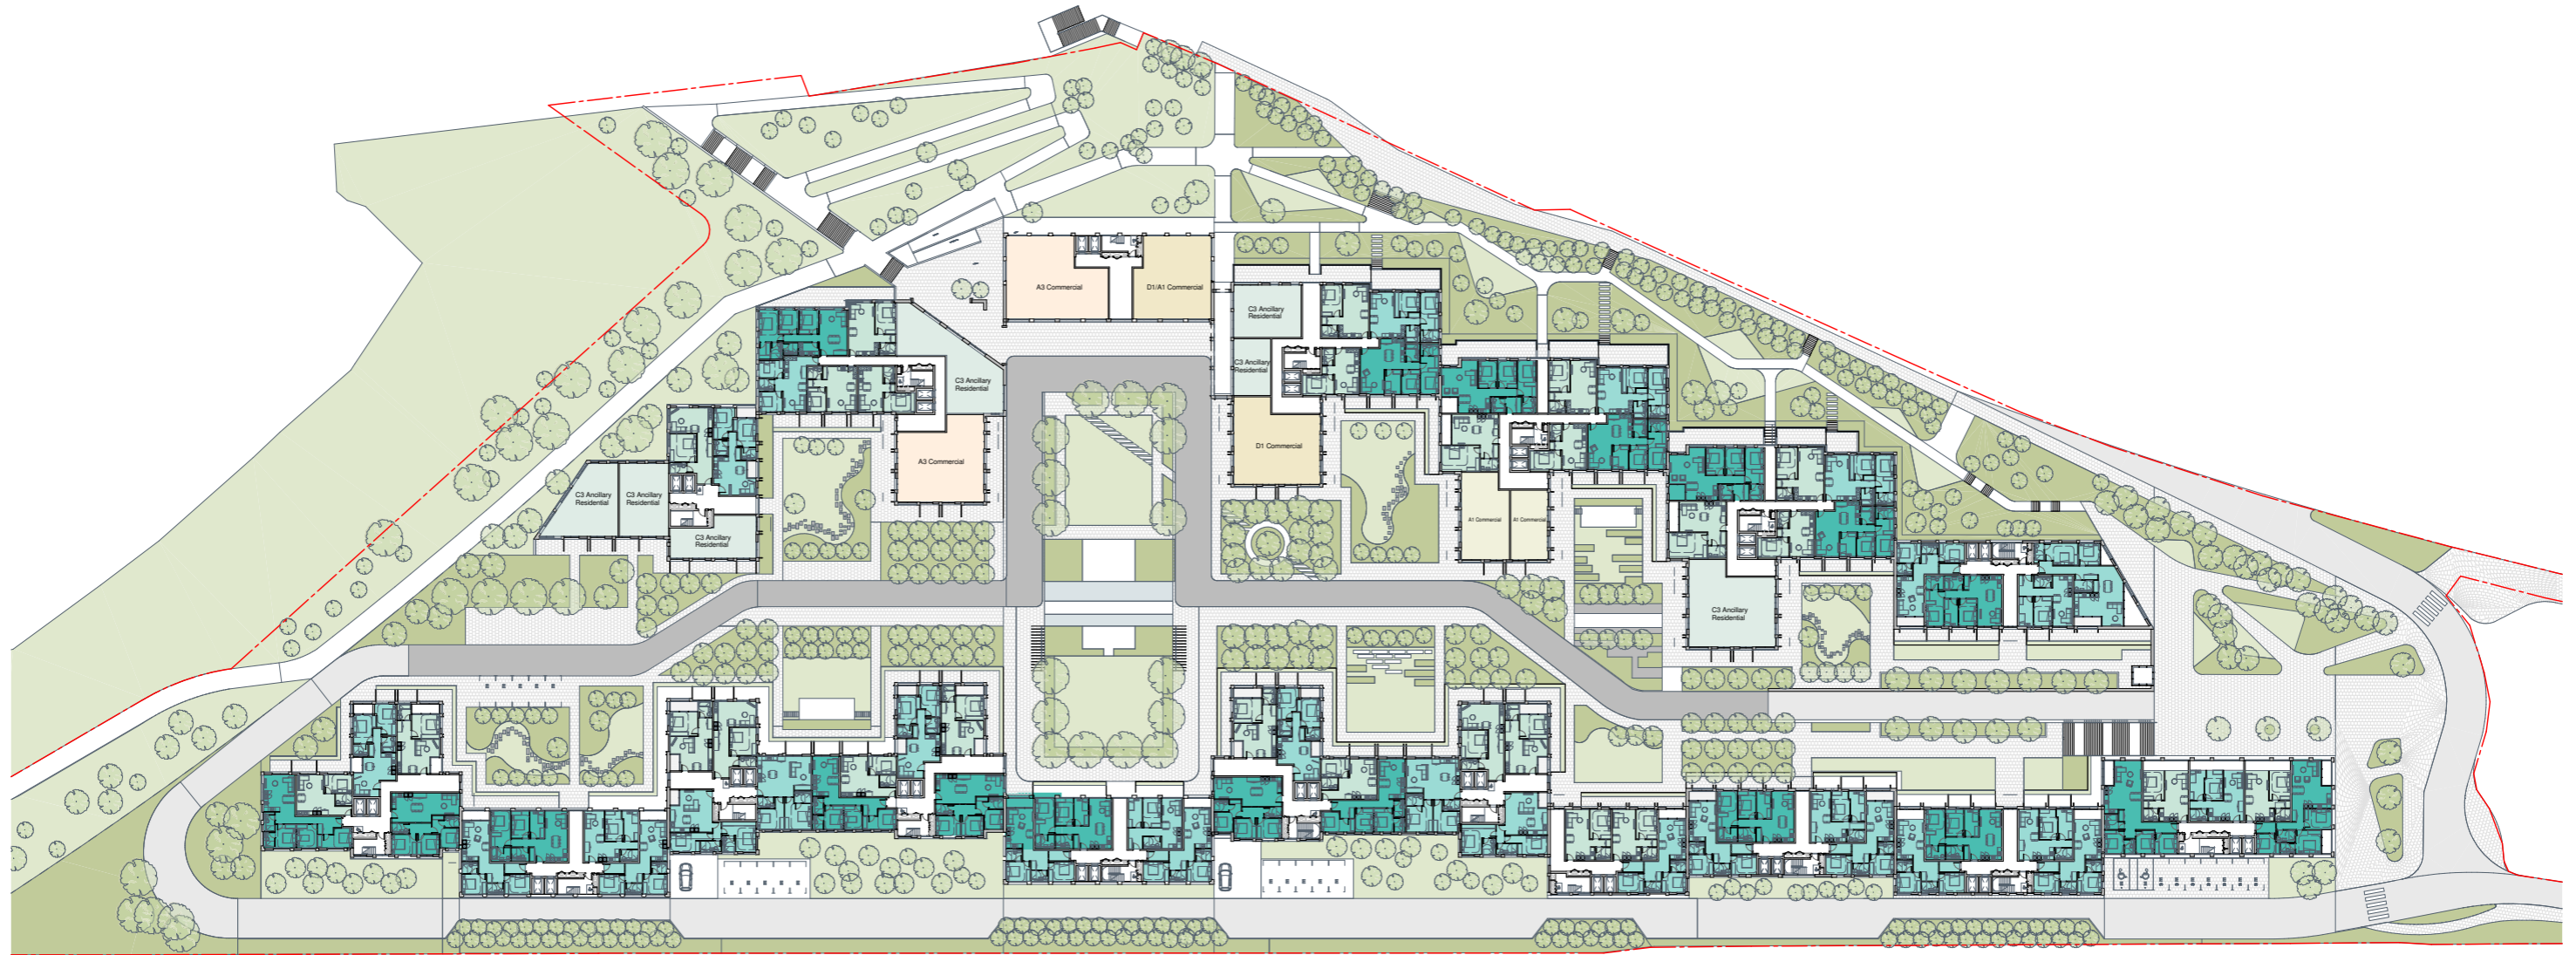 A3 Commercial
D1/A1 Commercial
C3 Ancillary
Residential
C3 Ancillary
Residential
C3 Ancillary
Residential
D1 Commercial
A3 Commercial
C3 Ancillary
Residential
C3 Ancillary
Residential
C3 Ancillary
Residential
A1 Commercial
A1 Commercial
C3 Ancillary
Residential